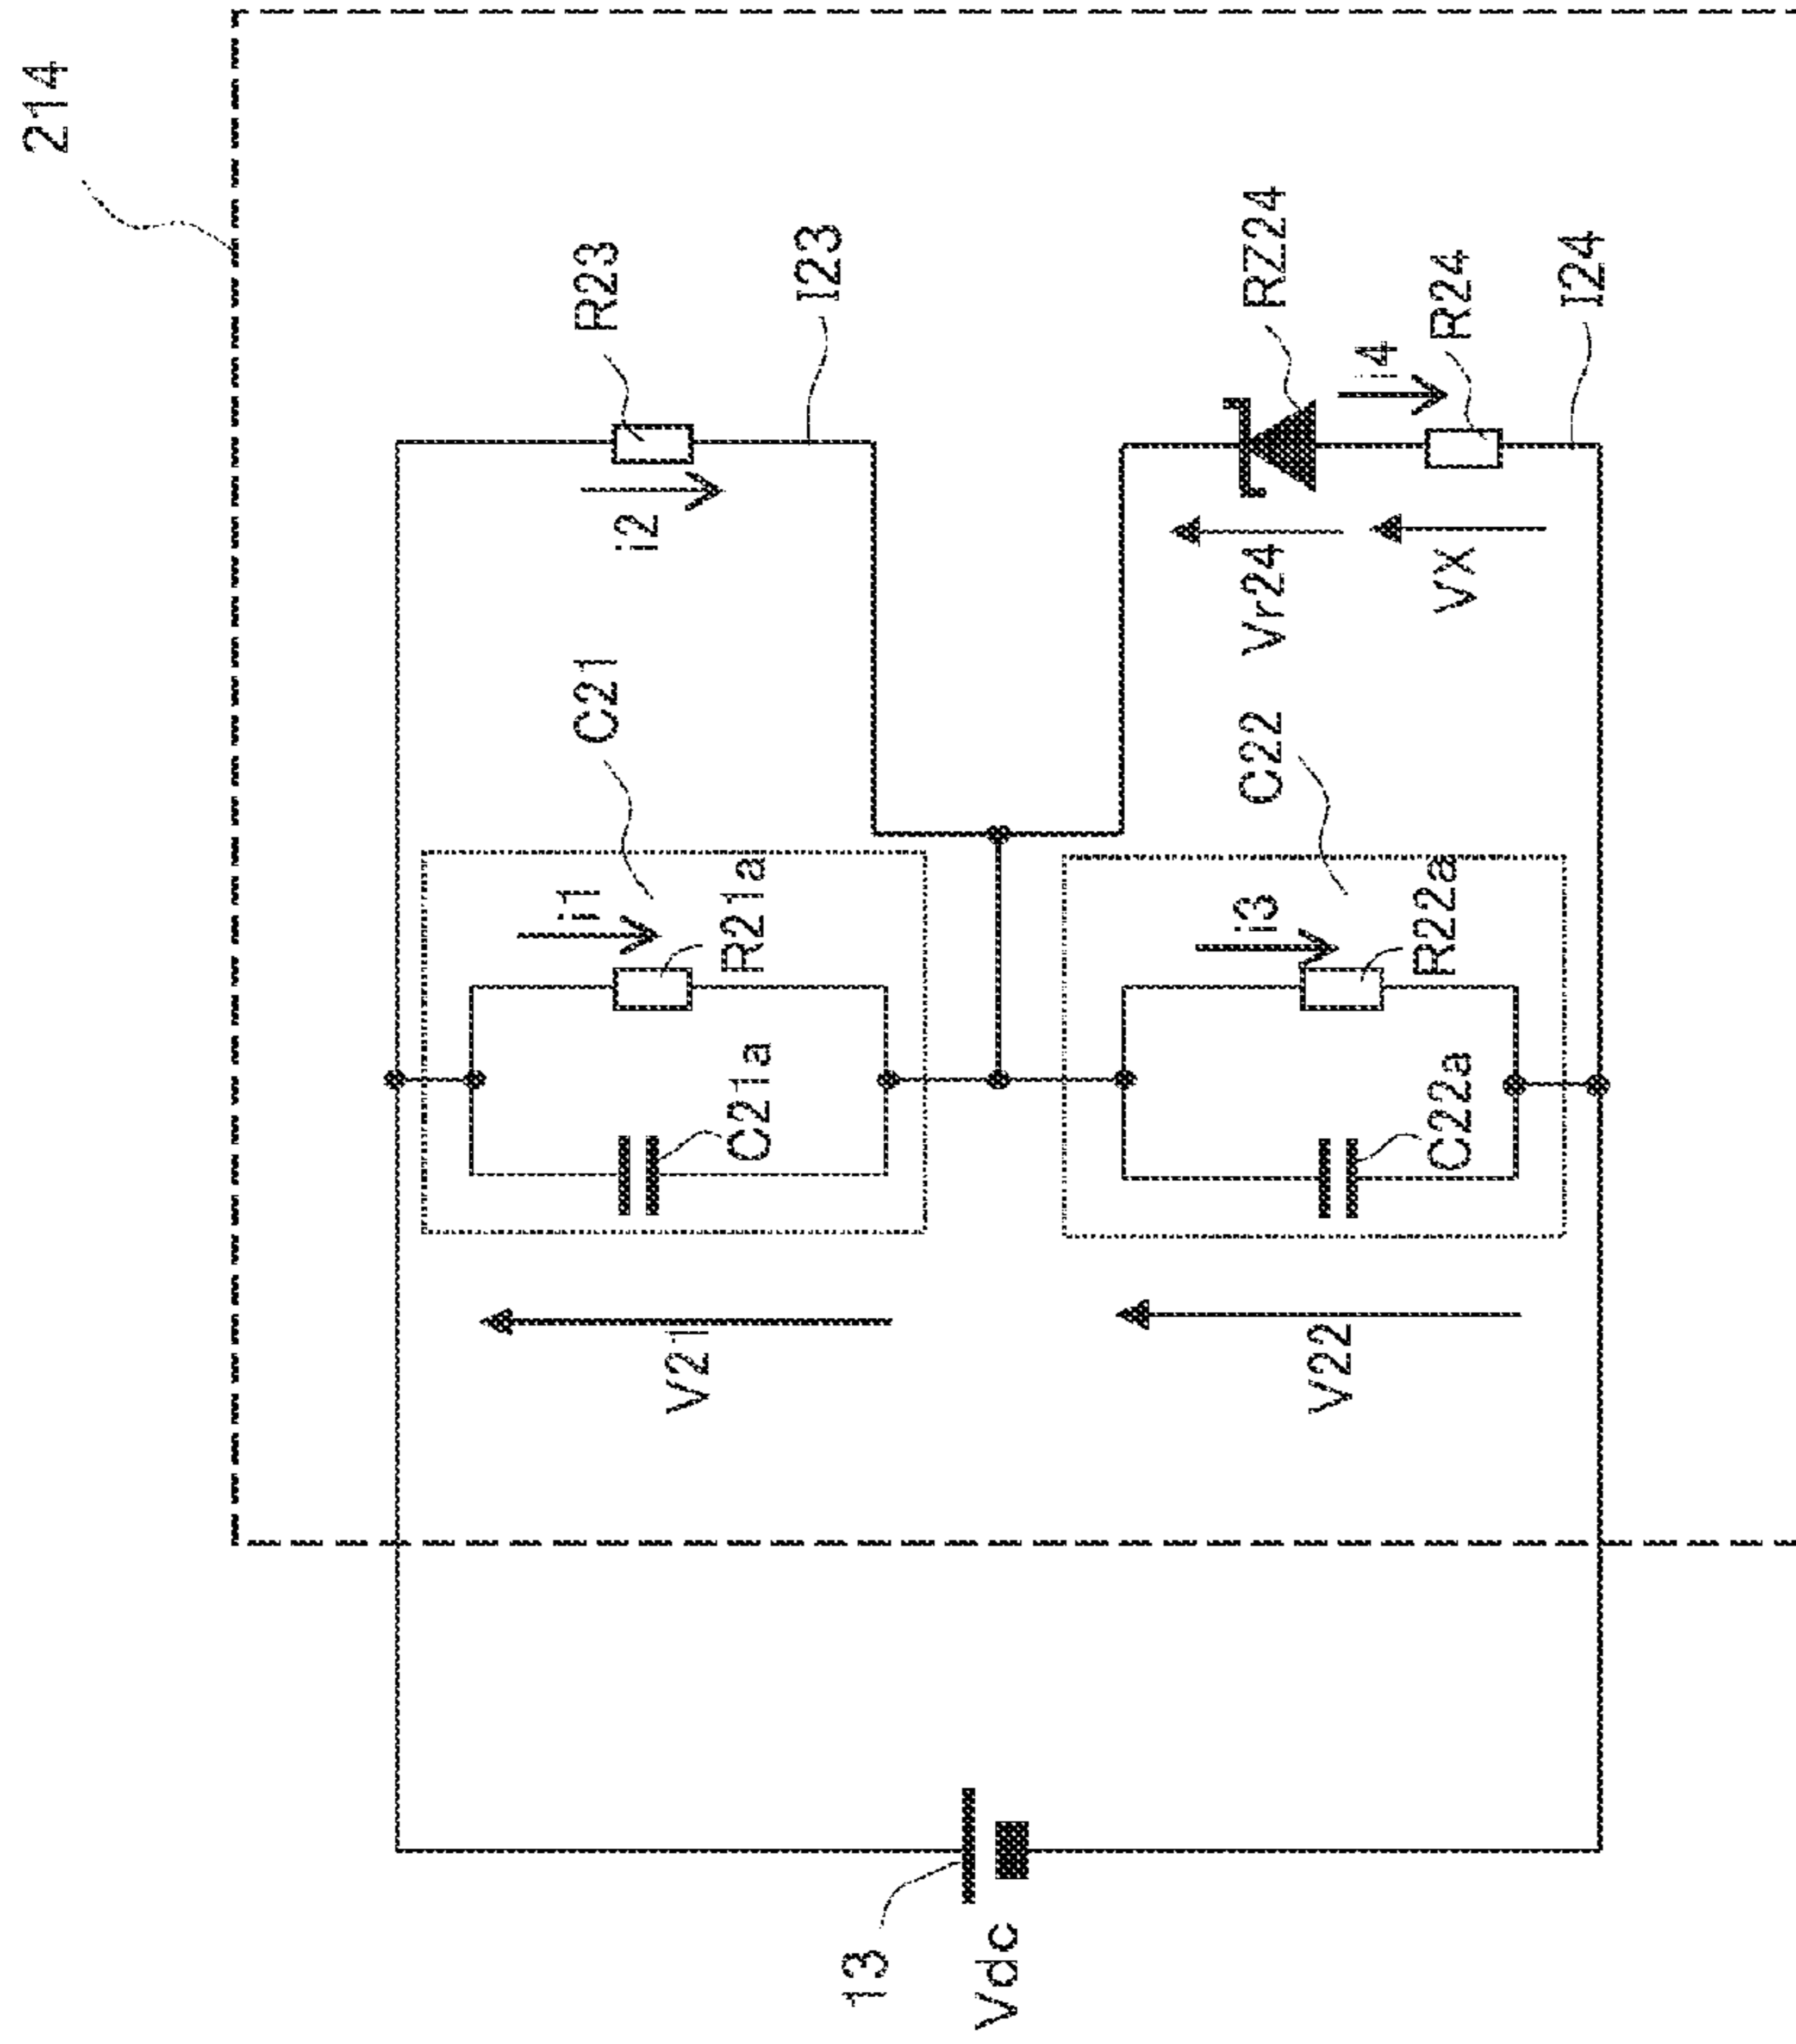 214
R23
I23
i2
RZ24
i4
R24
I24
Vr24
VX
C21
C22
i1
R21a
C21a
i3
R22a
C22a
V21
V22
13
Vdc